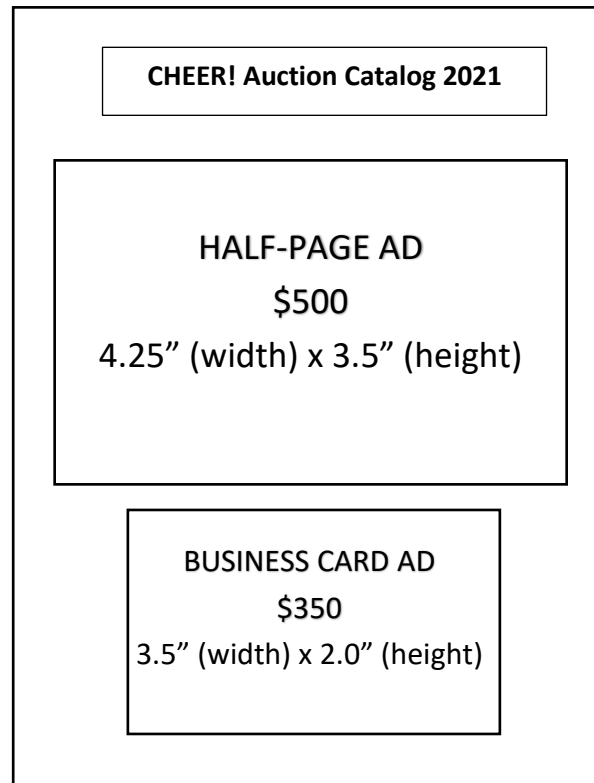 CHEER! Auction Catalog 2021
HALF-PAGE AD
$500
4.25” (width) x 3.5” (height)
BUSINESS CARD AD
$350
3.5” (width) x 2.0” (height)